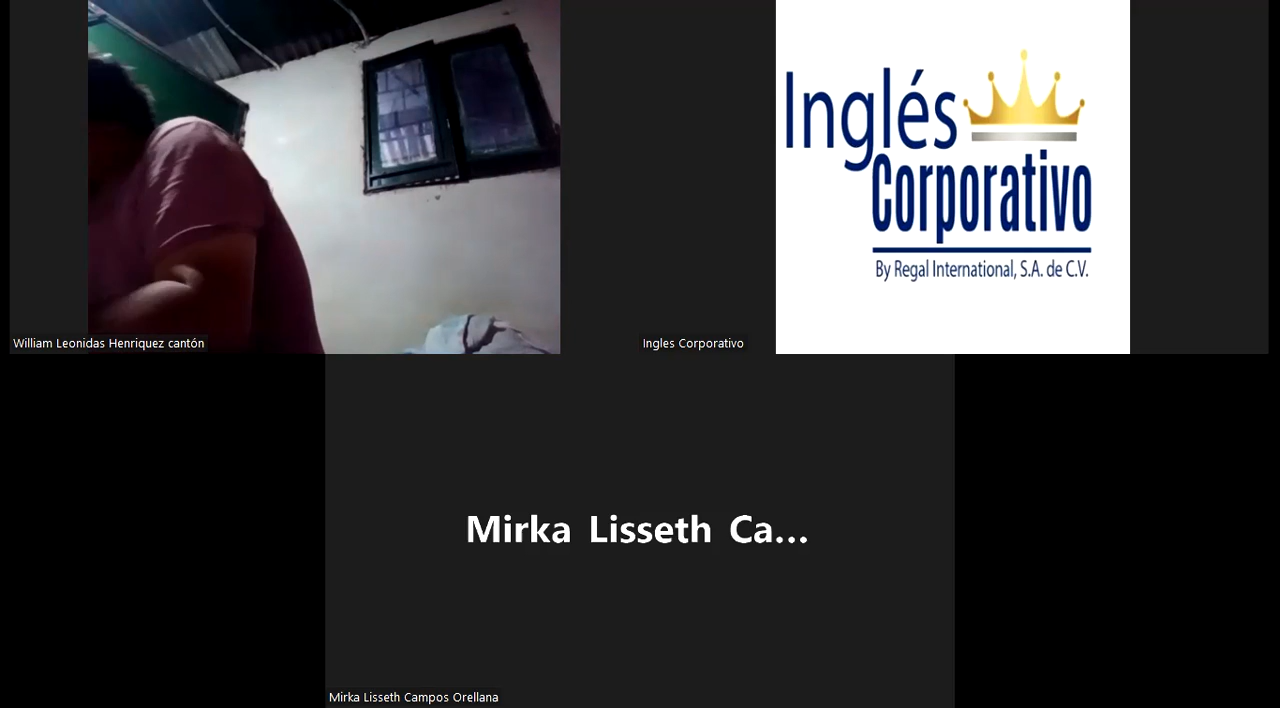 Inglés
Corporativo
By Regal International, S.A. de C.V.
William Leonidas Henriquez cantón
Ingles Corporativo
Mirka Lisseth Ca...
Mirka Lisseth Campos Orellana